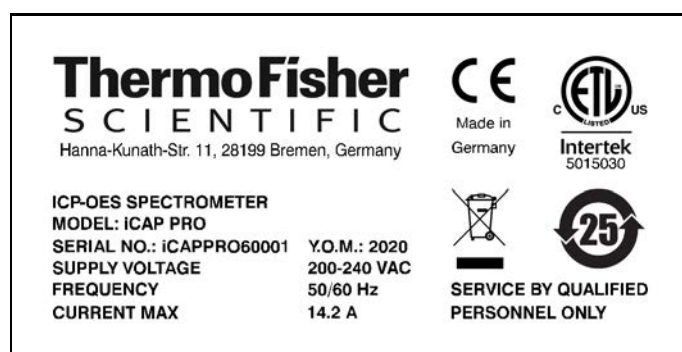 ThermoFisher
SCIENTIFIC
Hanna-Kunath-Str. 11, 28199 Bremen, Germany
CE
Made in
Germany
C ETL US
LISTED
Intertek
5015030
ICP-OES SPECTROMETER
MODEL: iCAP PRO
SERIAL NO.: iCAPPRO60001 Y.O.M.: 2020
SUPPLY VOLTAGE 200-240 VAC
FREQUENCY 50/60 Hz
CURRENT MAX 14.2 A
25
SERVICE BY QUALIFIED
PERSONNEL ONLY